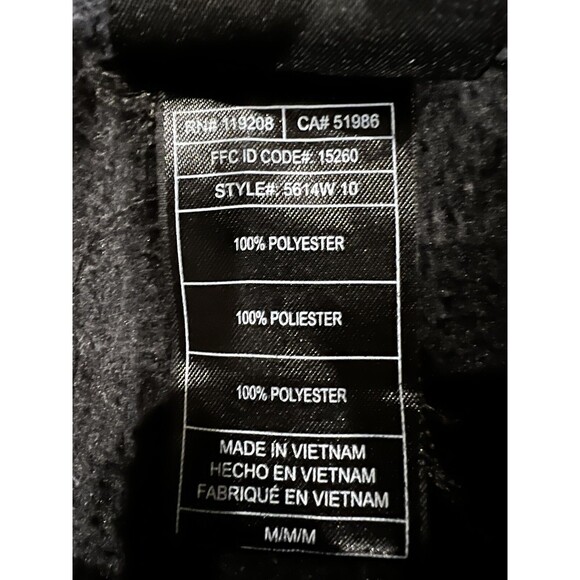 RN# 119208 CA# 51986
FFC ID CODE#. 15260
STYLE#. 5614W 10
100% POLYESTER
100% POLIESTER
100% POLYESTER
MADE IN VIETNAM
HECHO EN VIETNAM
FABRIQUÉ EN VIETNAM
M/M/M